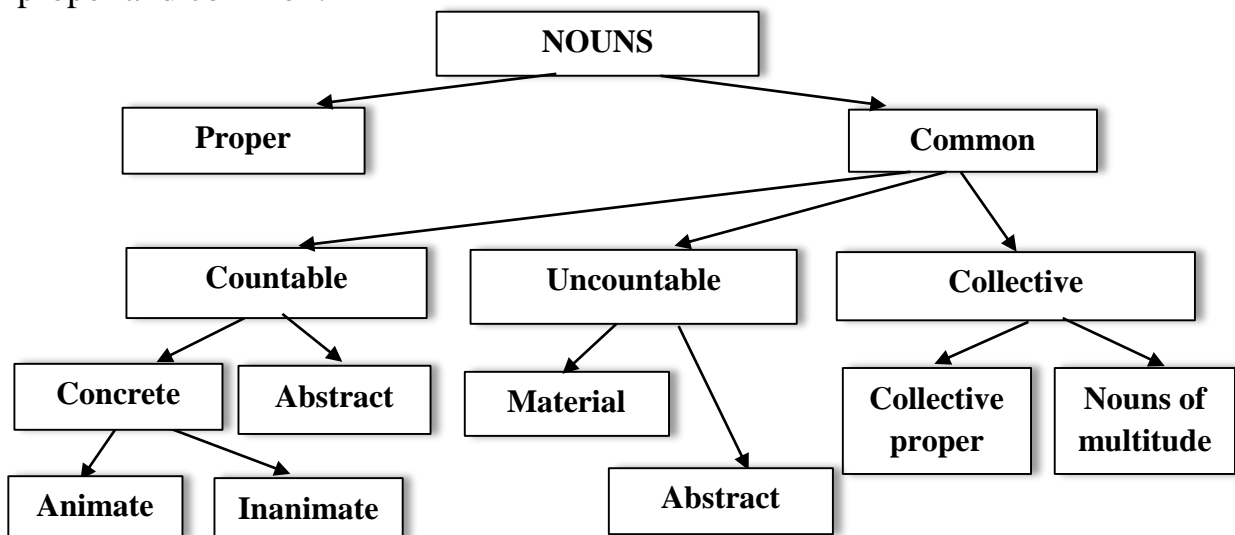 NOUNS
Proper
Common
Countable
Uncountable
Collective
Concrete
Abstract
Material
Collective
proper
Nouns of
multitude
Animate
Inanimate
Abstract